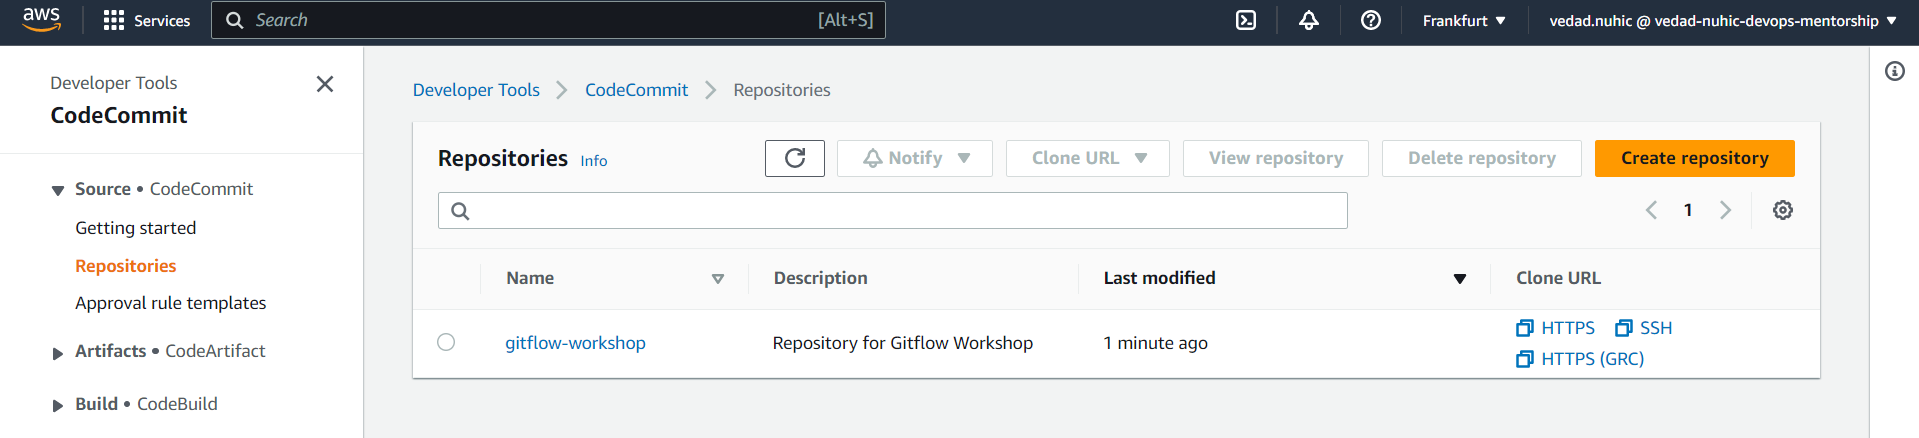 aws Services Search [Alt+S] Frankfurt vedad.nuhic @ vedad-nuhic-devops-mentorship
Developer Tools
CodeCommit
Source • CodeCommit
Getting started
Repositories
Approval rule templates
Artifacts • CodeArtifact
Build • CodeBuild
Developer Tools CodeCommit Repositories
Repositories Info Notify Clone URL View repository Delete repository Create repository
1
Name Description Last modified Clone URL
gitflow-workshop Repository for Gitflow Workshop 1 minute ago HTTPS SSH
HTTPS (GRC)